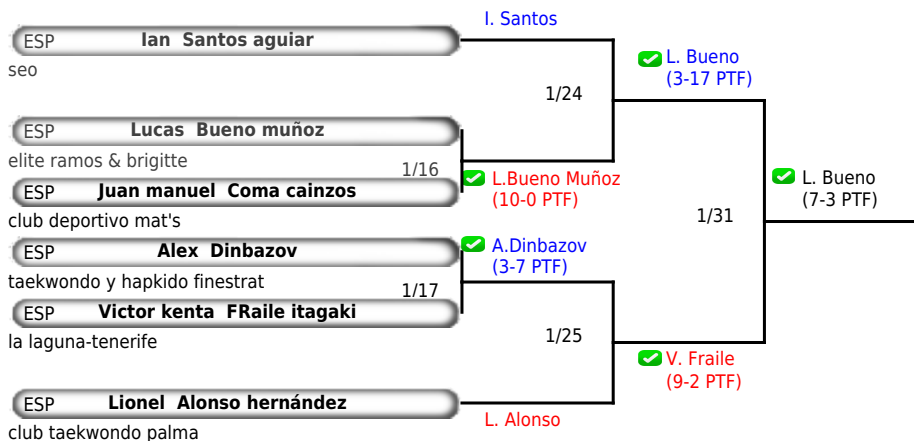 I. Santos
ESP Ian Santos aguiar
seo
L. Bueno
(3-17 PTF)
1/24
ESP Lucas Bueno muñoz
elite ramos & brigitte
1/16
L.Bueno Muñoz
(10-0 PTF)
L. Bueno
(7-3 PTF)
ESP Juan manuel Coma cainzos
club deportivo mat's
1/31
ESP Alex Dinbazov
A.Dinbazov
(3-7 PTF)
taekwondo y hapkido finestrat
1/17
ESP Victor kenta FRaile itagaki
la laguna-tenerife
1/25
V. Fraile
(9-2 PTF)
ESP Lionel Alonso hernández
L. Alonso
club taekwondo palma